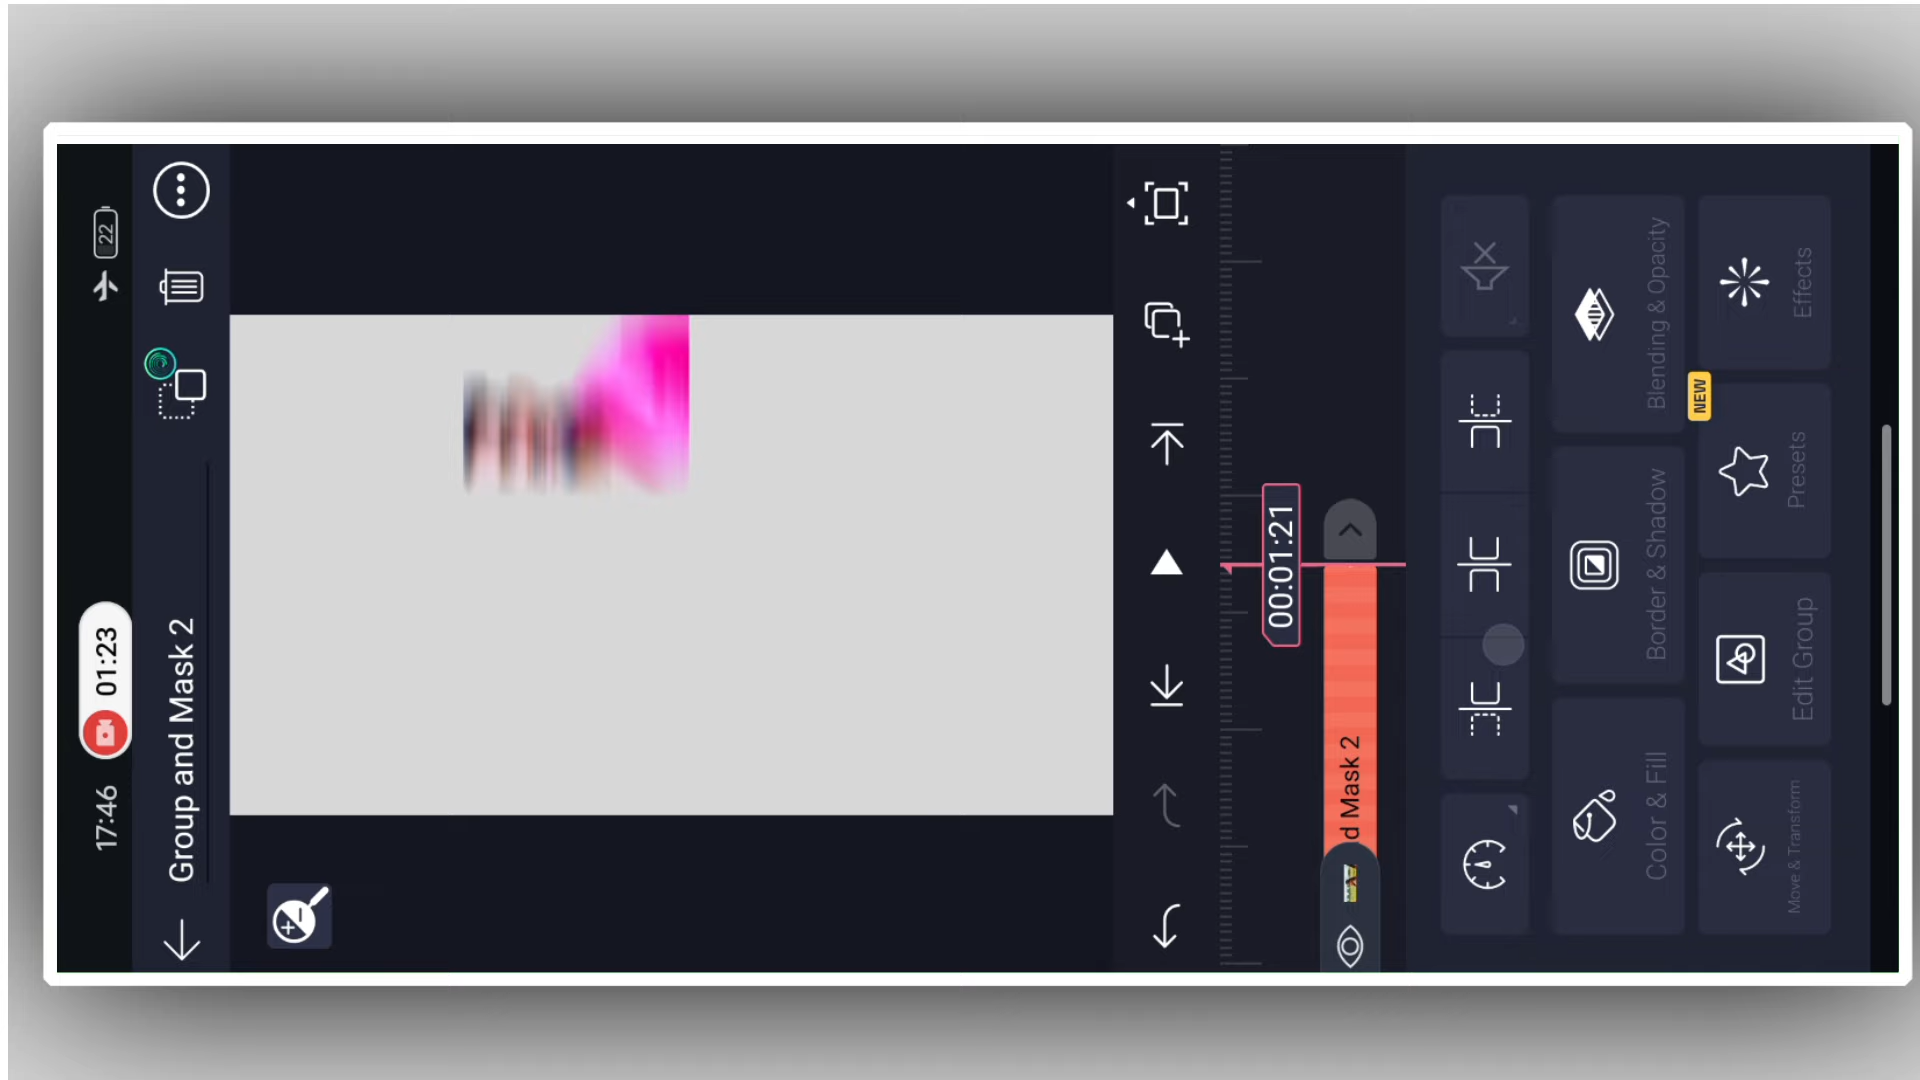 17:46
01:23
22
Group and Mask 2
00:01:21
d Mask 2
Color & Fill
Border & Shadow
Blending & Opacity
NEW
Move & Transform
Edit Group
Presets
Effects